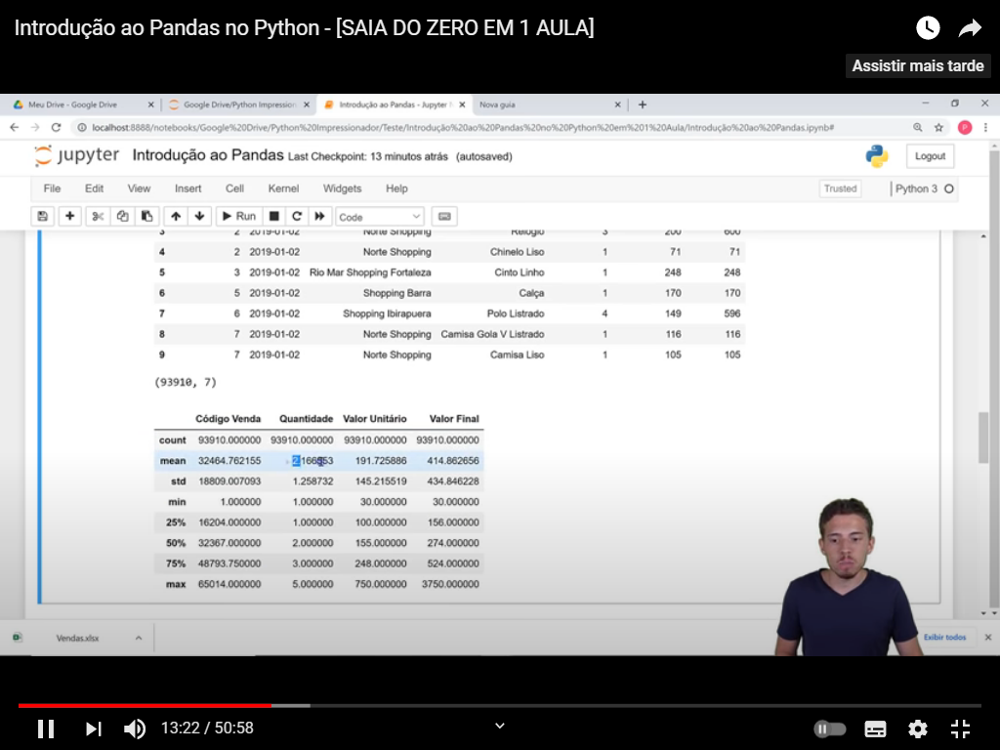 Introdução ao Pandas no Python - [SAIA DO ZERO EM 1 AULA]
Assistir mais tarde
Meu Drive - Google Drive
Google Drive/Python Impression
Introdução ao Pandas - Jupyter
Nova guia
localhost:8888/notebooks/Google%20Drive/Python%20Impressionador/Teste/Introdução%20ao%20Pandas%20no%20Python%20em%201%20Aula/Introdução%20ao%20Pandas.ipynb#
P
jupyter Introdução ao Pandas Last Checkpoint: 13 minutos atrás (autosaved)
Logout
File Edit View Insert Cell Kernel Widgets Help
Trusted
Python 3
Run
Code
3 2 2019-01-02 Norte Shopping Relógio 3 200 600
4 2 2019-01-02 Norte Shopping Chinelo Liso 1 71 71
5 3 2019-01-02 Rio Mar Shopping Fortaleza Cinto Linho 1 248 248
6 5 2019-01-02 Shopping Barra Calça 1 170 170
7 6 2019-01-02 Shopping Ibirapuera Polo Listrado 4 149 596
8 7 2019-01-02 Norte Shopping Camisa Gola V Listrado 1 116 116
9 7 2019-01-02 Norte Shopping Camisa Liso 1 105 105
(93910, 7)
Código Venda Quantidade Valor Unitário Valor Final
count 93910.000000 93910.000000 93910.000000 93910.000000
mean 32464.762155 191.725886 414.862656
std 18809.007093 1.258732 145.215519 434.846228
min 1.000000 1.000000 30.000000 30.000000
25% 16204.000000 1.000000 100.000000 156.000000
50% 32367.000000 2.000000 155.000000 274.000000
75% 48793.750000 3.000000 248.000000 524.000000
max 65014.000000 5.000000 750.000000 3750.000000
Vendas.xlsx
Exibir todos
13:22 / 50:58